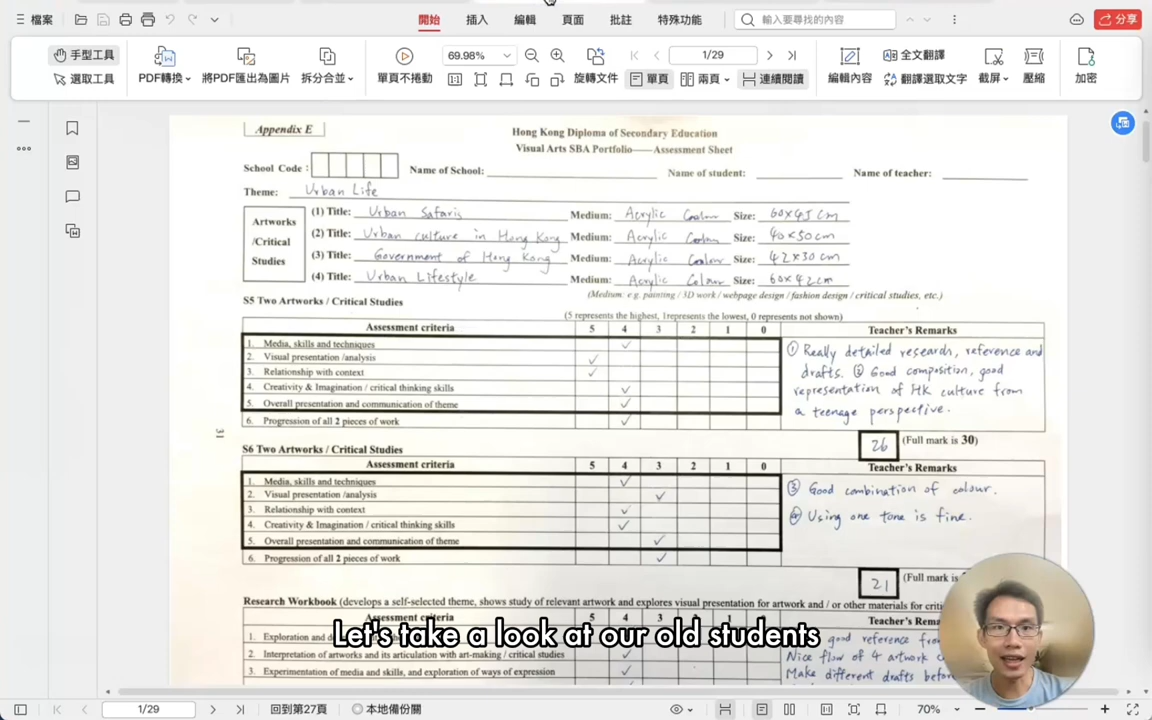 檔案
開始
插入
編輯
頁面
批註
特殊功能
輸入要尋找的內容
分享
手型工具
選取工具
PDF轉換
將PDF匯出為圖片
拆分合並
單頁不捲動
69.98%
旋轉文件
1/29
單頁
兩頁
連續閱讀
編輯內容
全文翻譯
翻譯選取文字
截屏
壓縮
加密
Appendix E
Hong Kong Diploma of Secondary Education
Visual Arts SBA Portfolio——Assessment Sheet
School Code :
Name of School:
Name of student:
Name of teacher:
Theme: Urban Life
Artworks
/Critical
Studies
(1) Title: Urban Safaris Medium: Acrylic Colour Size: 60×45 cm
(2) Title: Urban culture in Hong Kong Medium: Acrylic Colour Size: 40×50cm
(3) Title: Government of Hong Kong Medium: Acrylic Colour Size: 42×30 cm
(4) Title: Urban Lifestyle Medium: Acrylic Colour Size: 60×42cm
S5 Two Artworks / Critical Studies
(Medium: e.g. painting / 3D work / webpage design / fashion design / critical studies, etc.)
(5 represents the highest, 1represents the lowest, 0 represents not shown)
Assessment criteria 5 4 3 2 1 0 Teacher's Remarks
1. Media, skills and techniques
2. Visual presentation /analysis
3. Relationship with context
4. Creativity & Imagination / critical thinking skills
5. Overall presentation and communication of theme
6. Progression of all 2 pieces of work
① Really detailed research, reference and
drafts. ② Good composition, good
representation of HK culture from
a teenage perspective.
31
26 (Full mark is 30)
S6 Two Artworks / Critical Studies
Assessment criteria 5 4 3 2 1 0 Teacher's Remarks
1. Media, skills and techniques
2. Visual presentation /analysis
3. Relationship with context
4. Creativity & Imagination / critical thinking skills
5. Overall presentation and communication of theme
6. Progression of all 2 pieces of work
③ Good combination of colour.
④ Using one tone is fine.
21 (Full mark is
Research Workbook (develops a self-selected theme, shows study of relevant artwork and explores visual presentation for artwork and / or other materials for
Assessment criteria 5 4 3 2 1 0 Teacher's
1. Exploration and
2. Interpretation of artworks and its articulation with art-making / critical studies
3. Experimentation of media and skills, and exploration of ways of expression
good reference
Nice flow of 4 artwork
Make different drafts
Let's take a look at our old students
1/29
回到第27頁
本地備份關
70%